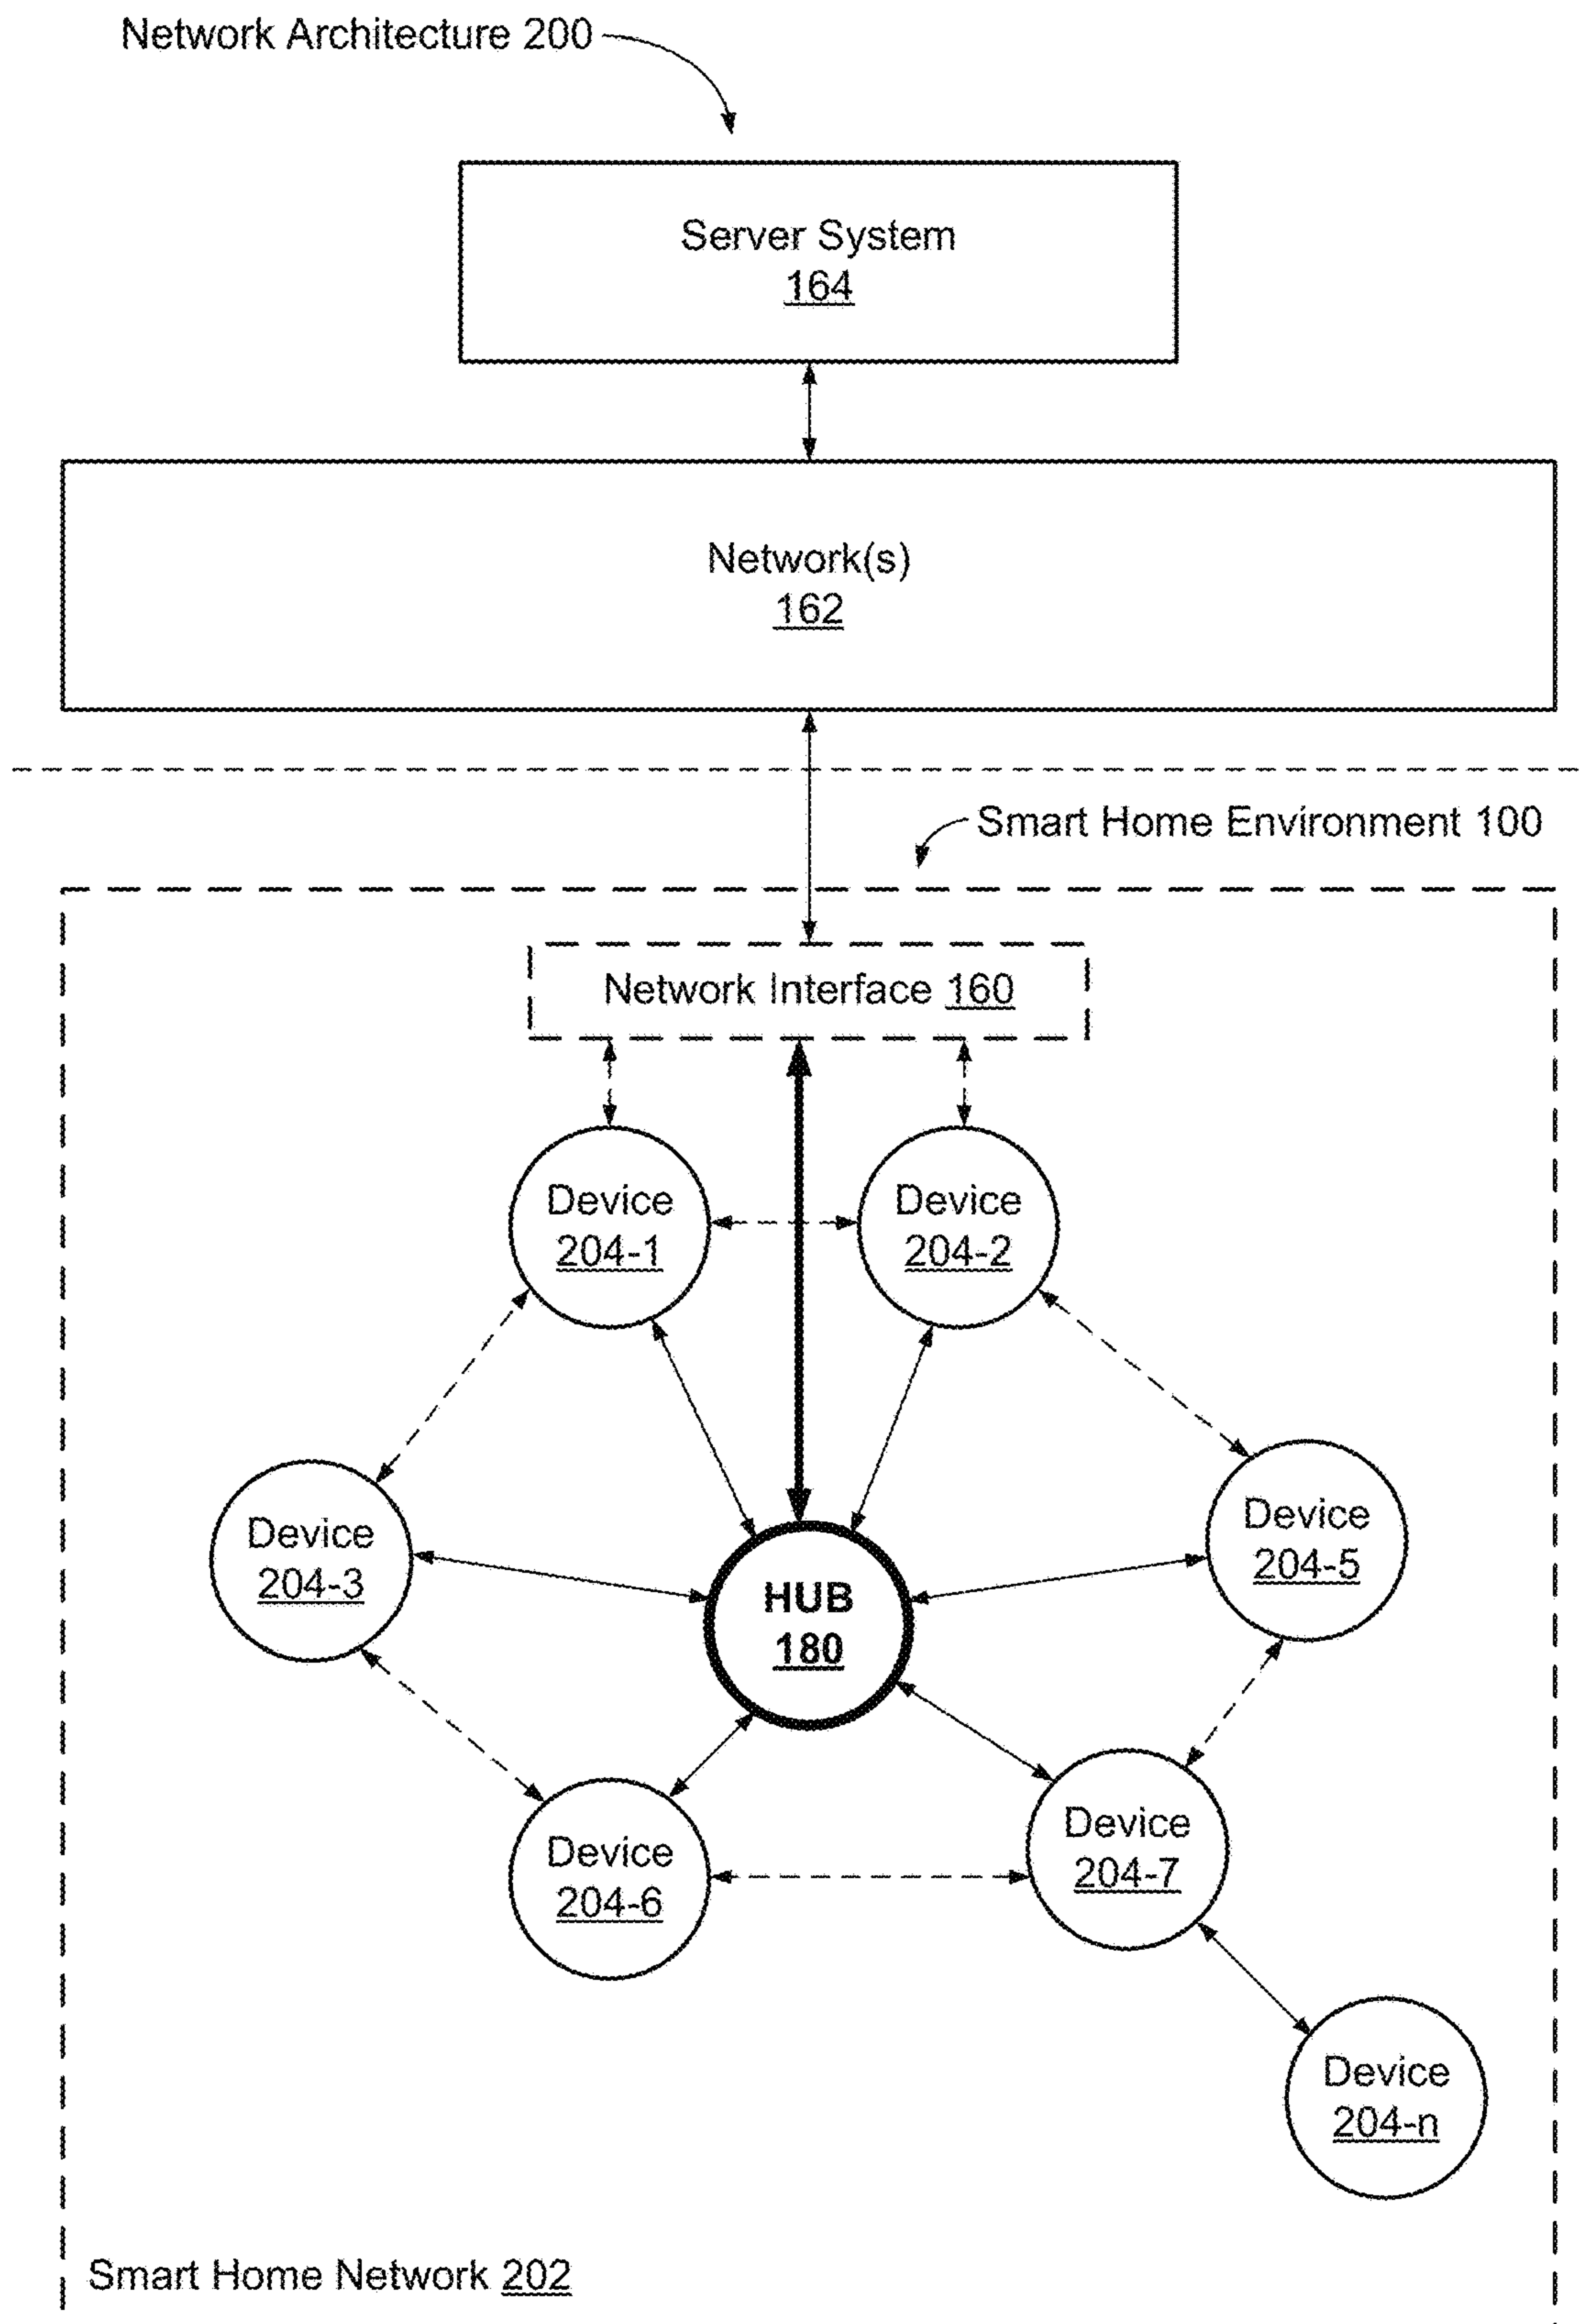 Network Architecture 200
Server System
164
Network(s)
162
Smart Home Environment 100
Network Interface 160
Device
204-1
Device
204-2
Device
204-3
Device
204-5
HUB
180
Device
204-6
Device
204-7
Device
204-n
Smart Home Network 202